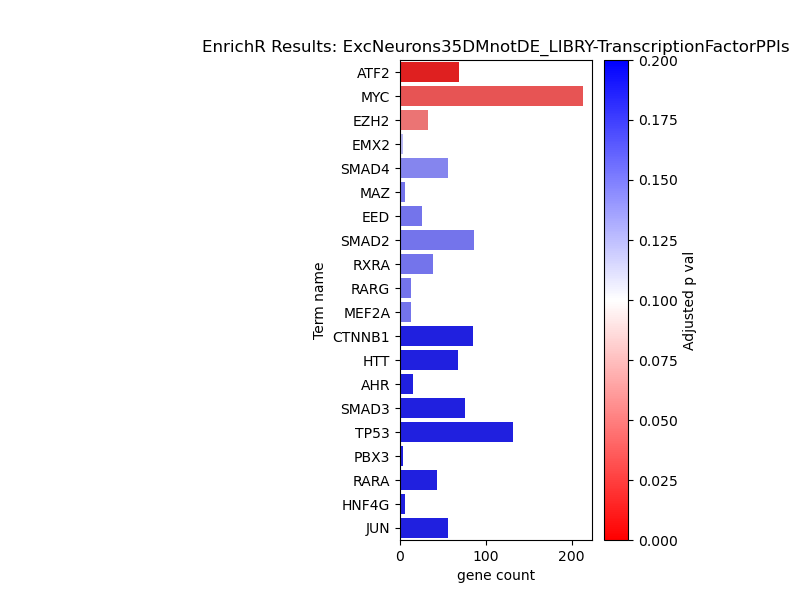 EnrichR Results: ExcNeurons35DMnotDE_LIBRY-TranscriptionFactorPPIs
Term name
ATF2
MYC
EZH2
EMX2
SMAD4
MAZ
EED
SMAD2
RXRA
RARG
MEF2A
CTNNB1
HTT
AHR
SMAD3
TP53
PBX3
RARA
HNF4G
JUN
0 100 200
gene count
0.200
0.175
0.150
0.125
0.100
0.075
0.050
0.025
0.000
Adjusted p val